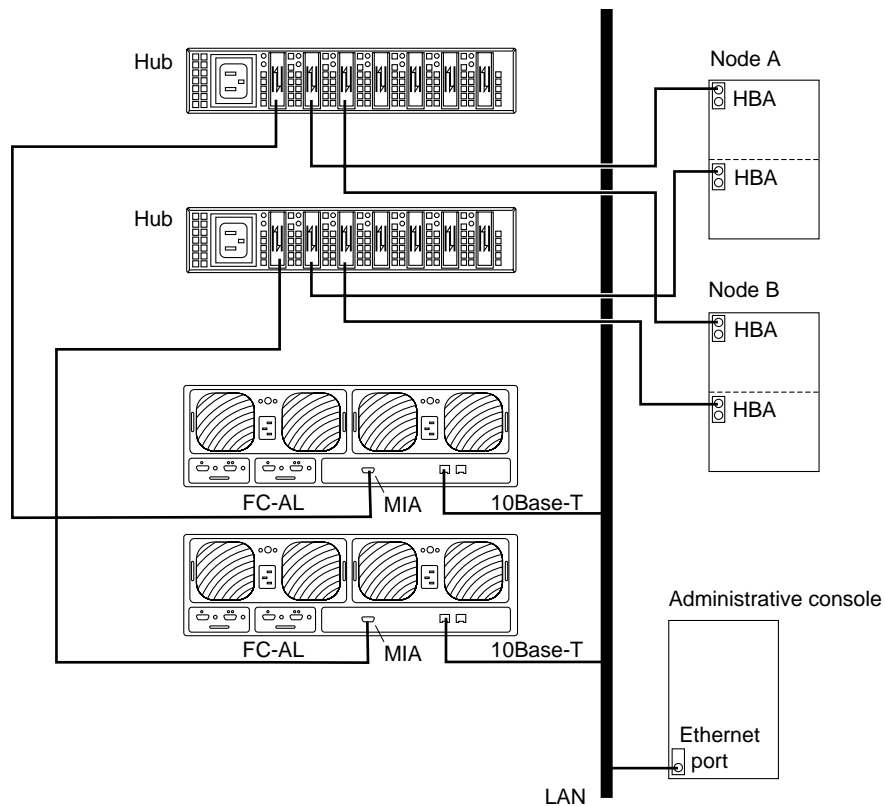 Hub
Node A
HBA
HBA
Hub
Node B
HBA
HBA
FC-AL
MIA
10Base-T
FC-AL
MIA
10Base-T
Administrative console
Ethernet
port
LAN